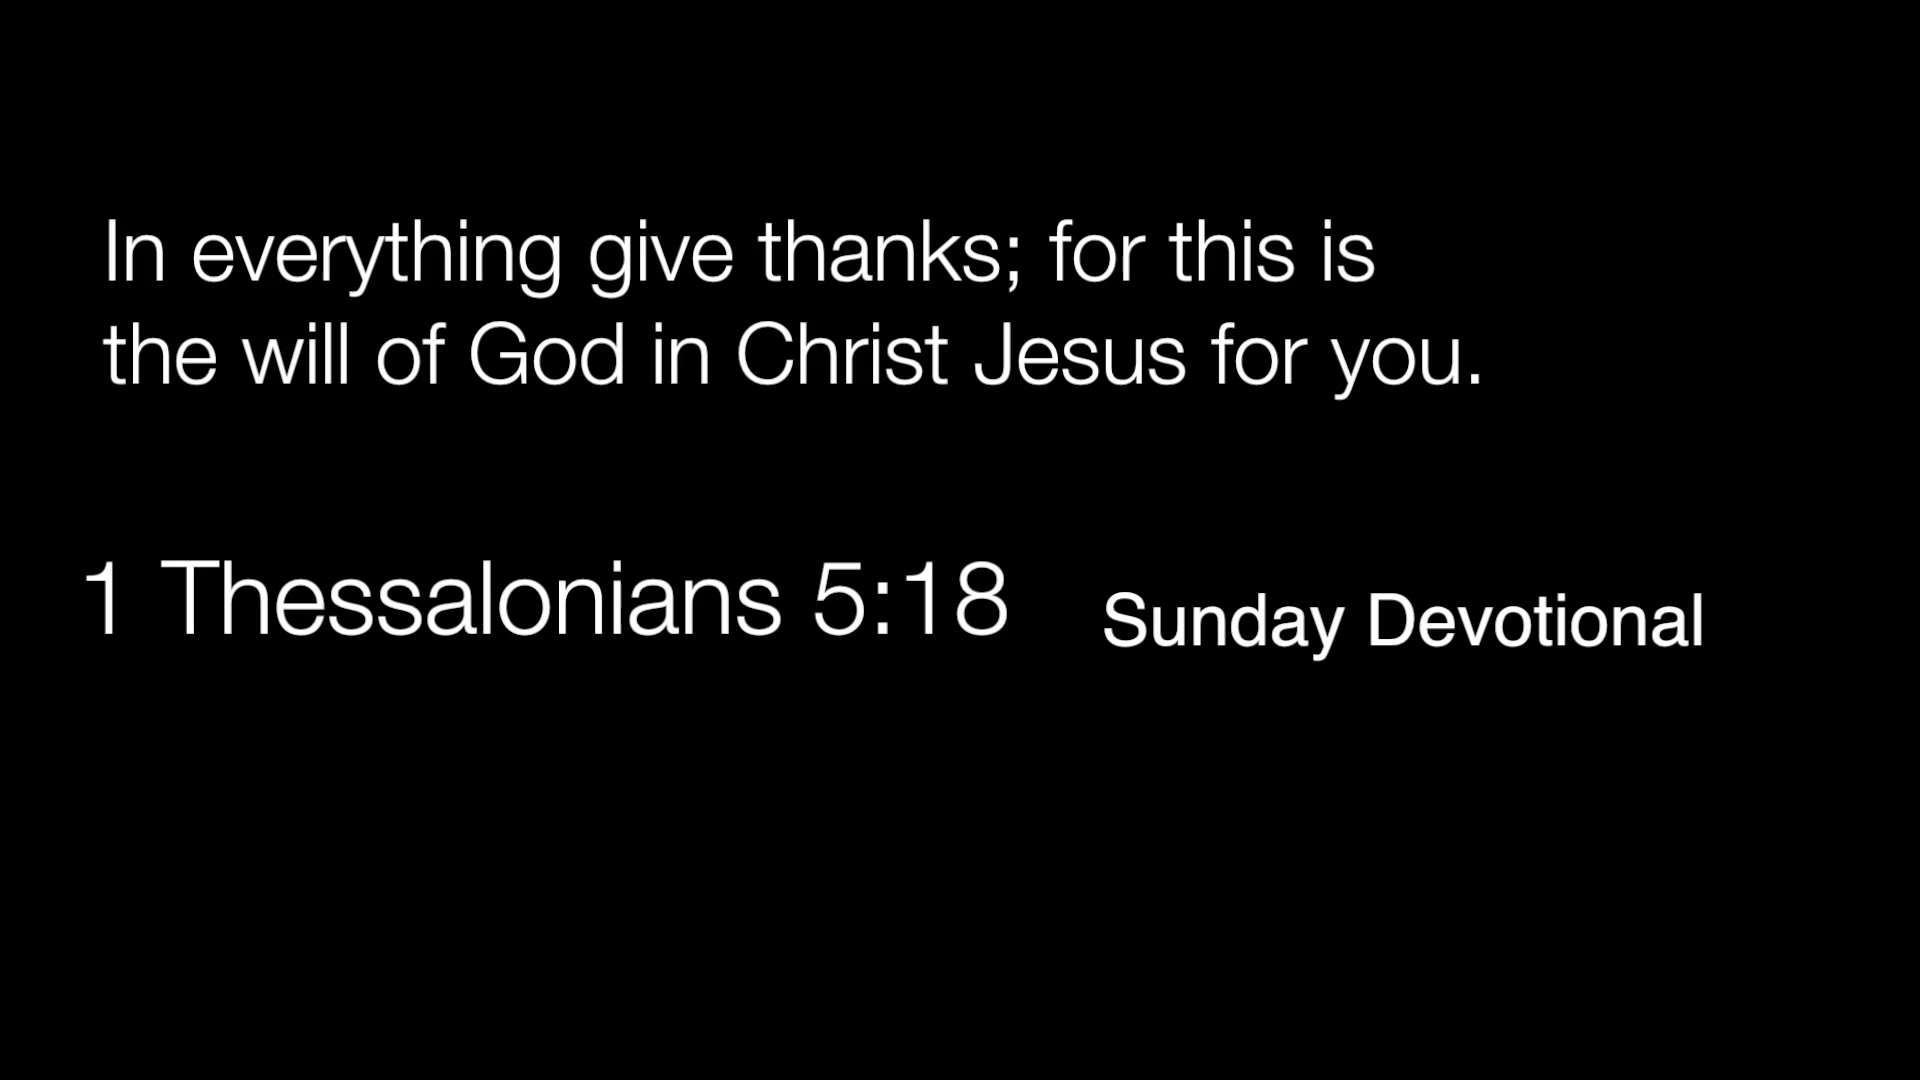 In everything give thanks; for this is
the will of God in Christ Jesus for you.
1 Thessalonians 5:18
Sunday Devotional